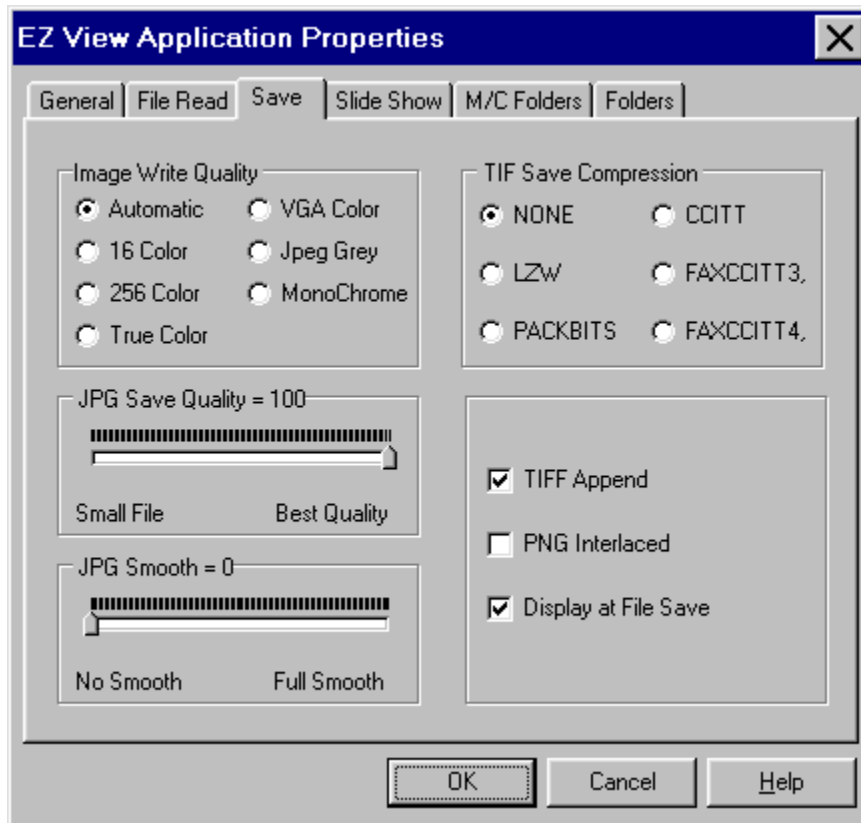 EZ View Application Properties
General File Read Save Slide Show M/C Folders Folders
Image Write Quality
Automatic VGA Color
16 Color Jpeg Grey
256 Color MonoChrome
True Color
TIF Save Compression
NONE CCITT
LZW FAXCCITT3,
PACKBITS FAXCCITT4,
JPG Save Quality = 100
Small File Best Quality
TIFF Append
PNG Interlaced
Display at File Save
JPG Smooth = 0
No Smooth Full Smooth
OK Cancel Help